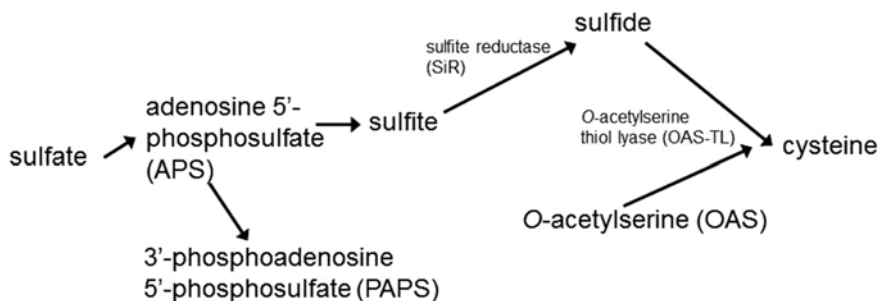 sulfate
adenosine 5’-
phosphosulfate
(APS)
3’-phosphoadenosine
5’-phosphosulfate (PAPS)
sulfite
sulfite reductase
(SiR)
sulfide
O-acetylserine
thiol lyase (OAS-TL)
O-acetylserine (OAS)
cysteine